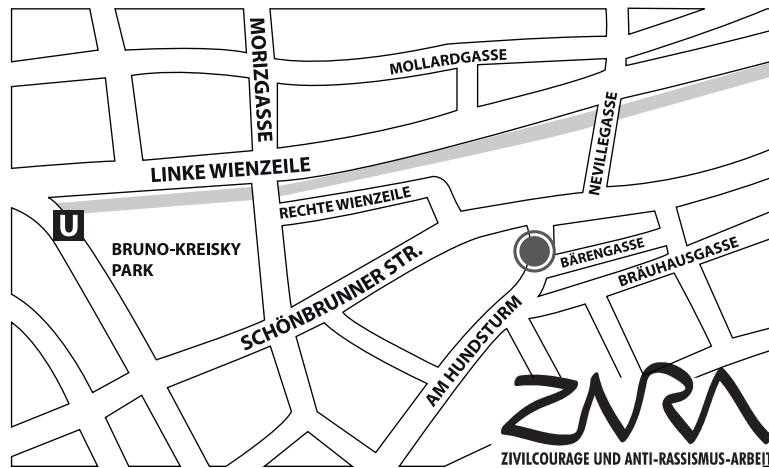 MORIZGASSE
MOLLARDGASSE
NEVILLEGASSE
LINKE WIENZEILE
RECHTE WIENZEILE
U
BRUNO-KREISKY
PARK
SCHÖNBRUNNER STR.
BÄRENGASSE
BRÄUHAUSGASSE
AM HUNDSTURM
ZARA
ZIVILCOURAGE UND ANTI-RASSISMUS-ARBEIT